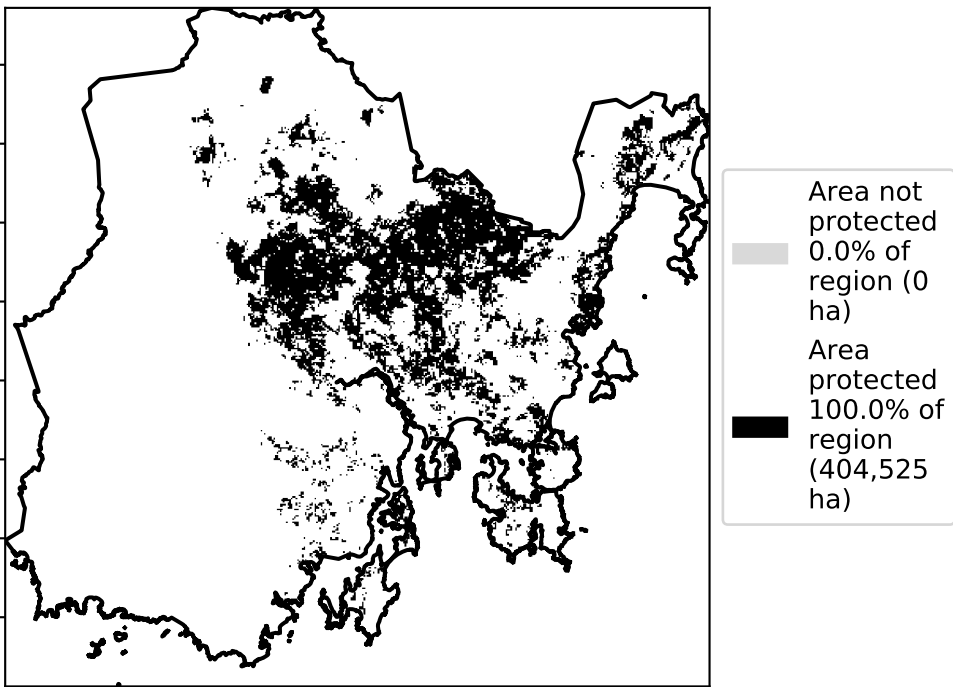 Area not
protected
0.0% of
region (0
ha)
Area
protected
100.0% of
region
(404,525
ha)